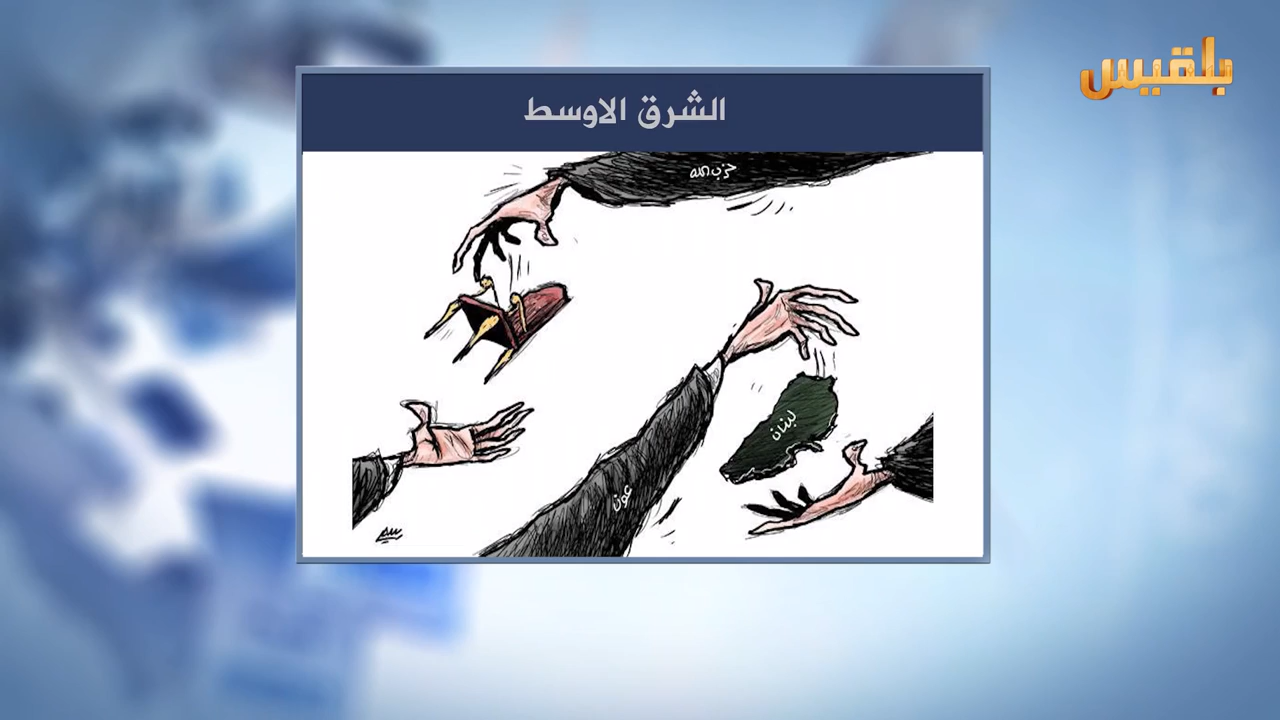 بلقيس
الشرق الاوسط
حزب الله
لبنان
عون